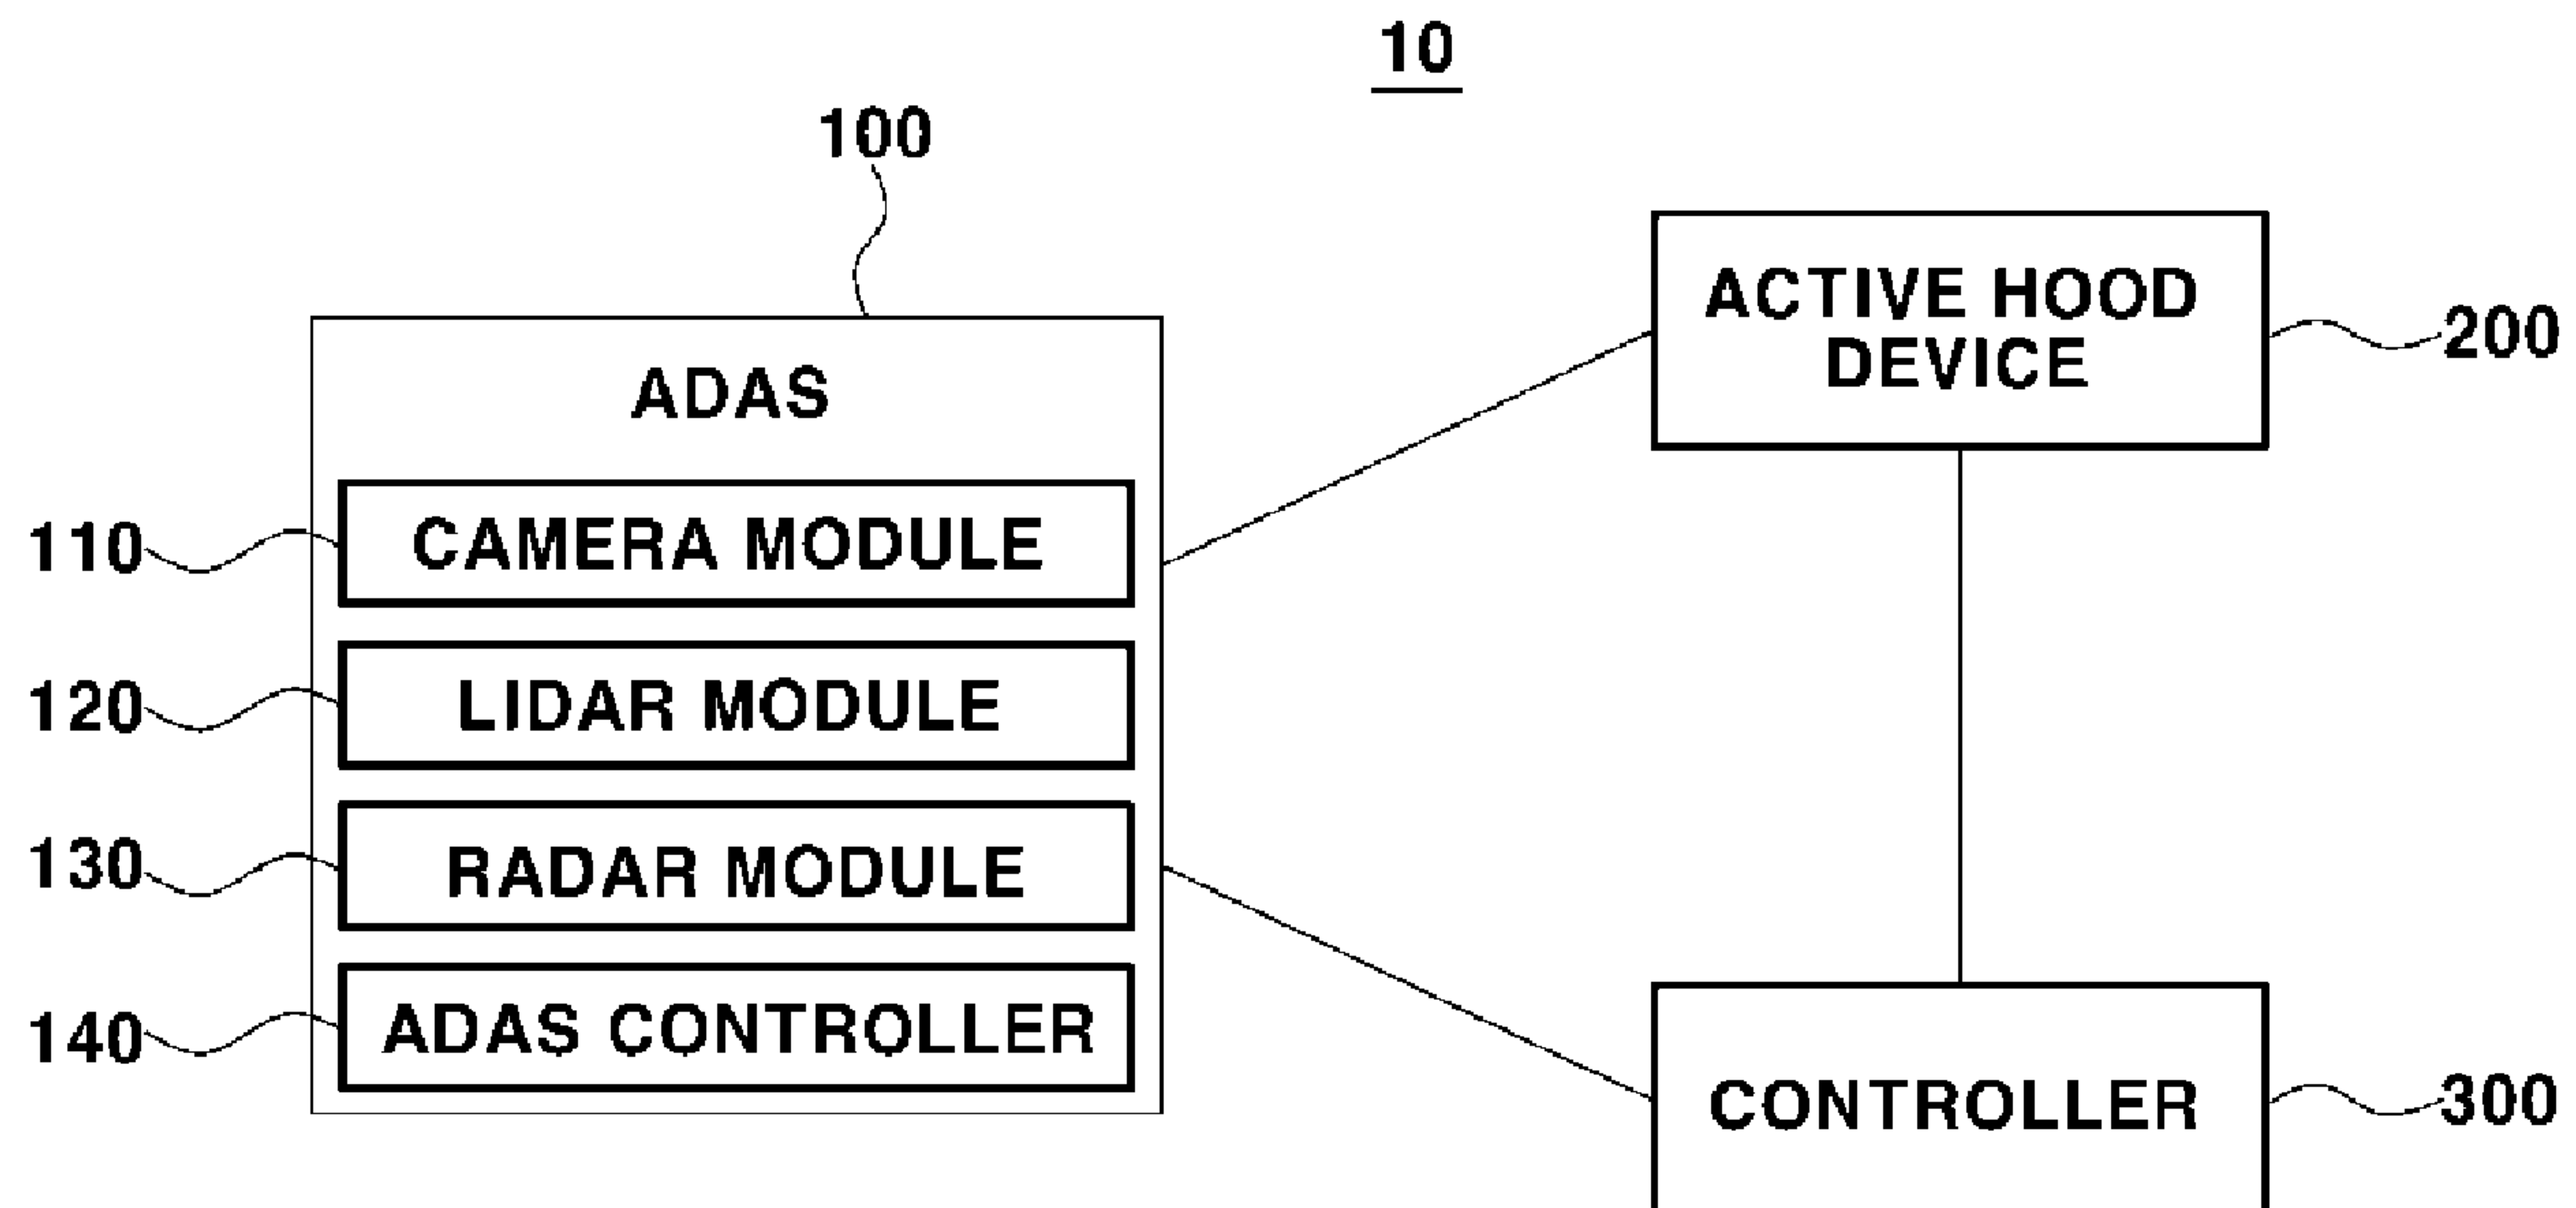 10
100
ADAS
110 CAMERA MODULE
120 LIDAR MODULE
130 RADAR MODULE
140 ADAS CONTROLLER
ACTIVE HOOD
DEVICE
200
CONTROLLER
300